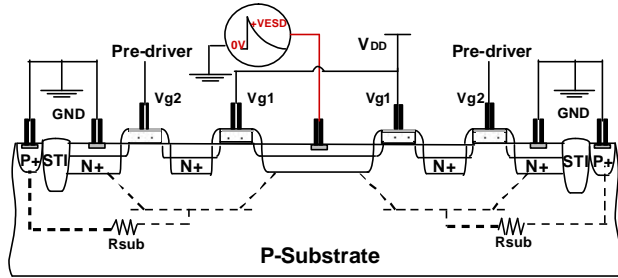 +VESD
0V
Pre-driver
VDD
Pre-driver
GND
Vg2
Vg1
Vg1
Vg2
GND
P+
STI
N+
N+
N+
N+
STI
P+
Rsub
Rsub
P-Substrate